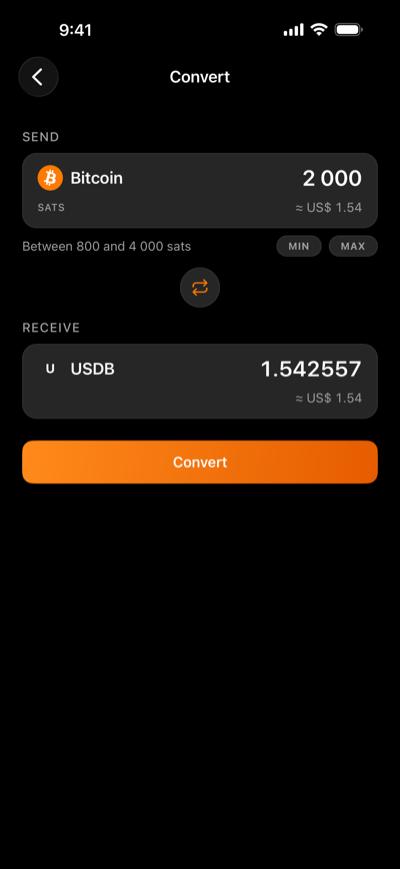 9:41
Convert
SEND
Bitcoin 2 000
SATS ≈ US$ 1.54
Between 800 and 4 000 sats MIN MAX
RECEIVE
U USDB 1.542557
≈ US$ 1.54
Convert